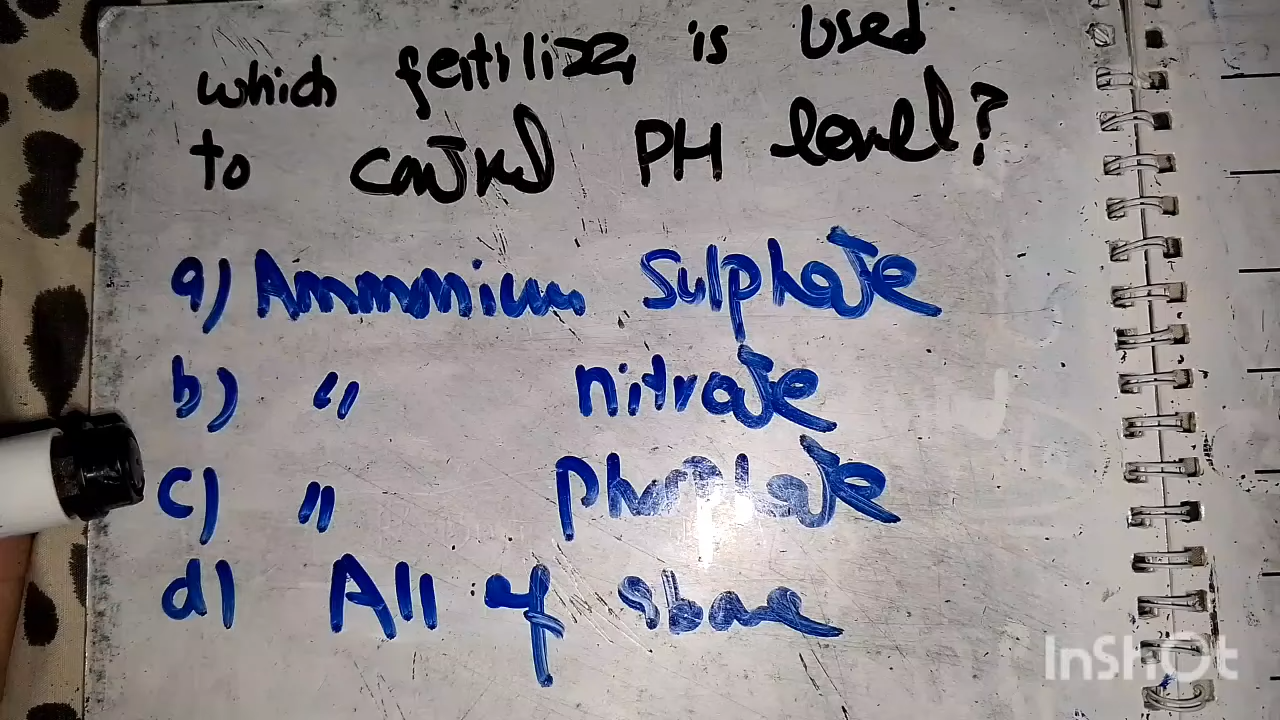 which fertilizer is used
to control PH level?
a) Ammonium Sulphate
b) " nitrate
c) " Phosphate
d) All of above
InShot